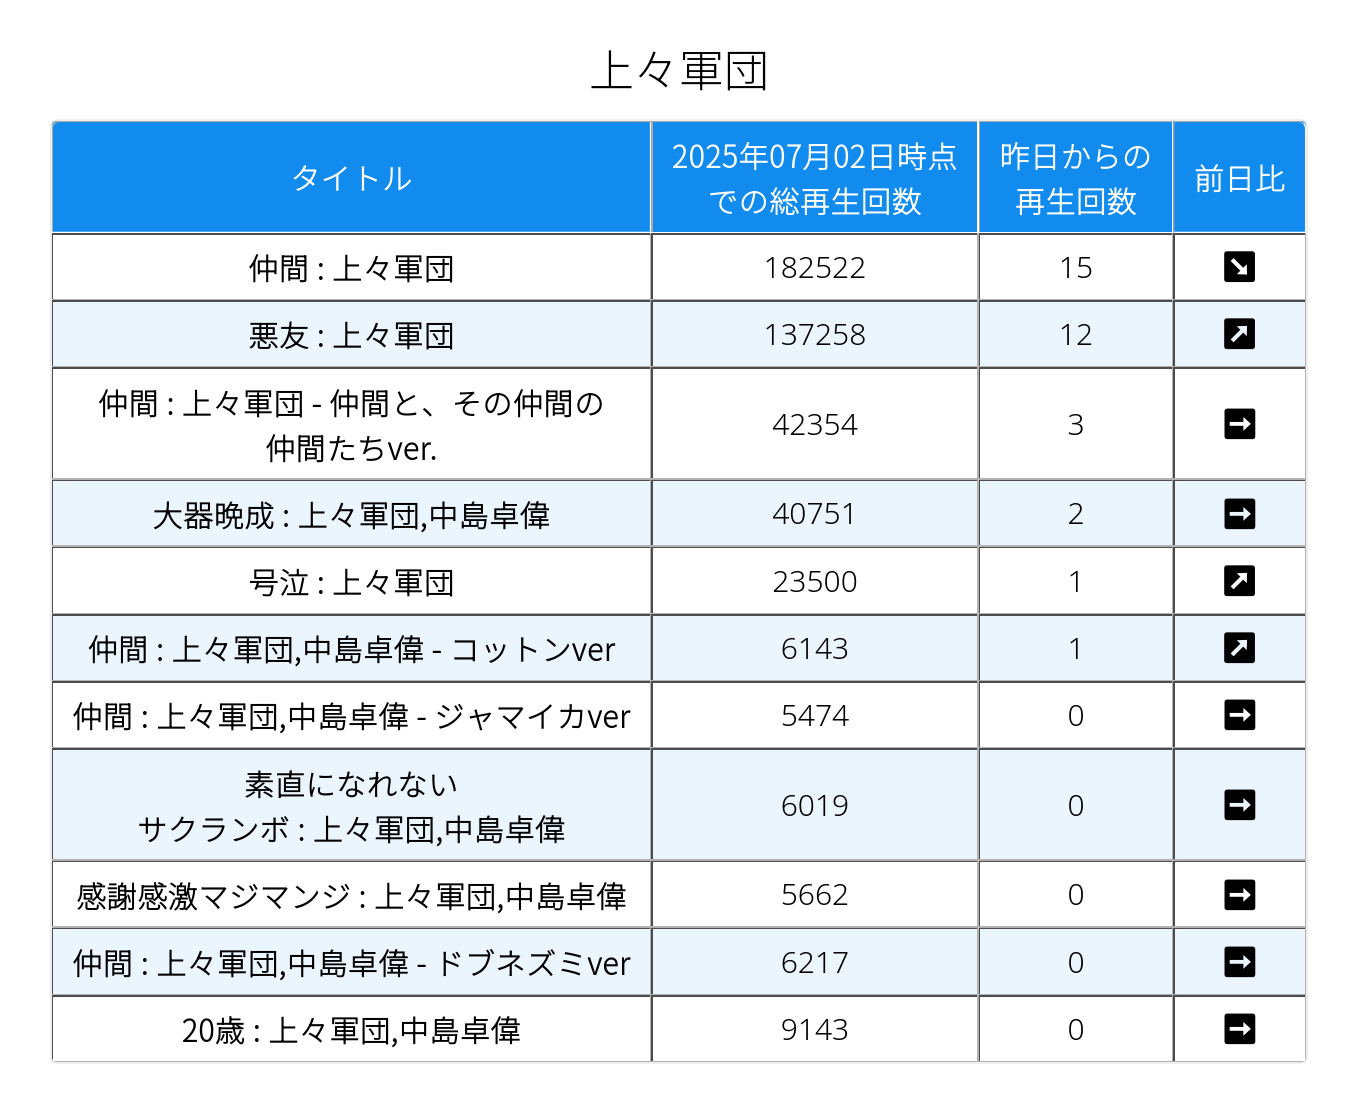 上々軍団
タイトル
2025年07月02日時点
での総再生回数
昨日からの
再生回数
前日比
仲間 : 上々軍団
182522
15
悪友 : 上々軍団
137258
12
仲間 : 上々軍団 - 仲間と、その仲間の
仲間たちver.
42354
3
大器晩成 : 上々軍団,中島卓偉
40751
2
号泣 : 上々軍団
23500
1
仲間 : 上々軍団,中島卓偉 - コットンver
6143
1
仲間 : 上々軍団,中島卓偉 - ジャマイカver
5474
0
素直になれない
サクランボ : 上々軍団,中島卓偉
6019
0
感謝感激マジマンジ : 上々軍団,中島卓偉
5662
0
仲間 : 上々軍団,中島卓偉 - ドブネズミver
6217
0
20歳 : 上々軍団,中島卓偉
9143
0